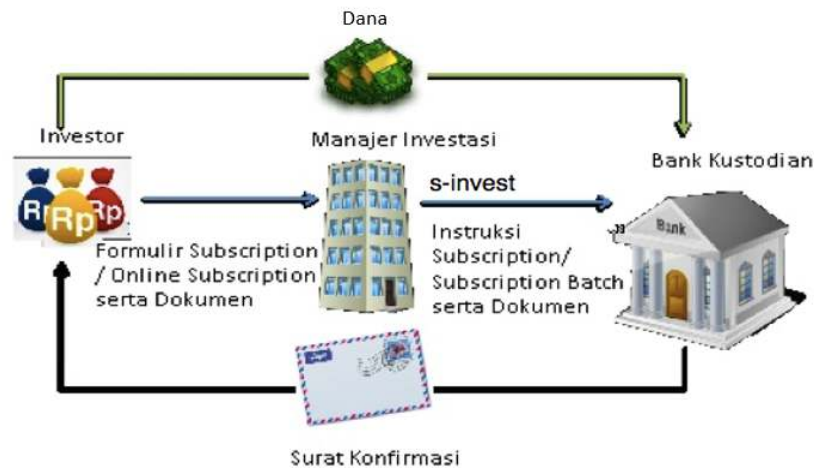 Dana
Investor
Manajer Investasi
Bank Kustodian
s-invest
Rp
Rp
Rp
Bank
Formulir Subscription
/ Online Subscription
serta Dokumen
Instruksi
Subscription/
Subscription Batch
serta Dokumen
Surat Konfirmasi